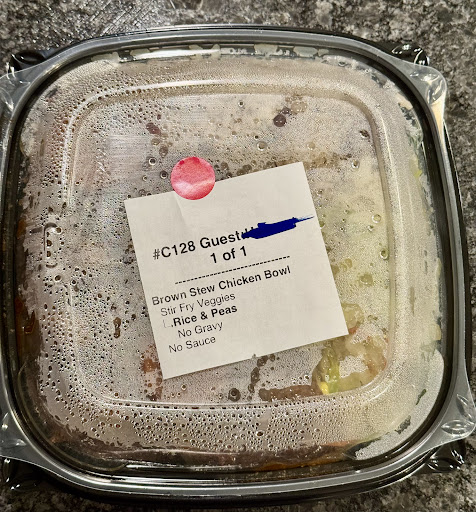 #C128 Guest
1 of 1
Brown Stew Chicken Bowl
Stir Fry Veggies
Rice & Peas
No Gravy
No Sauce